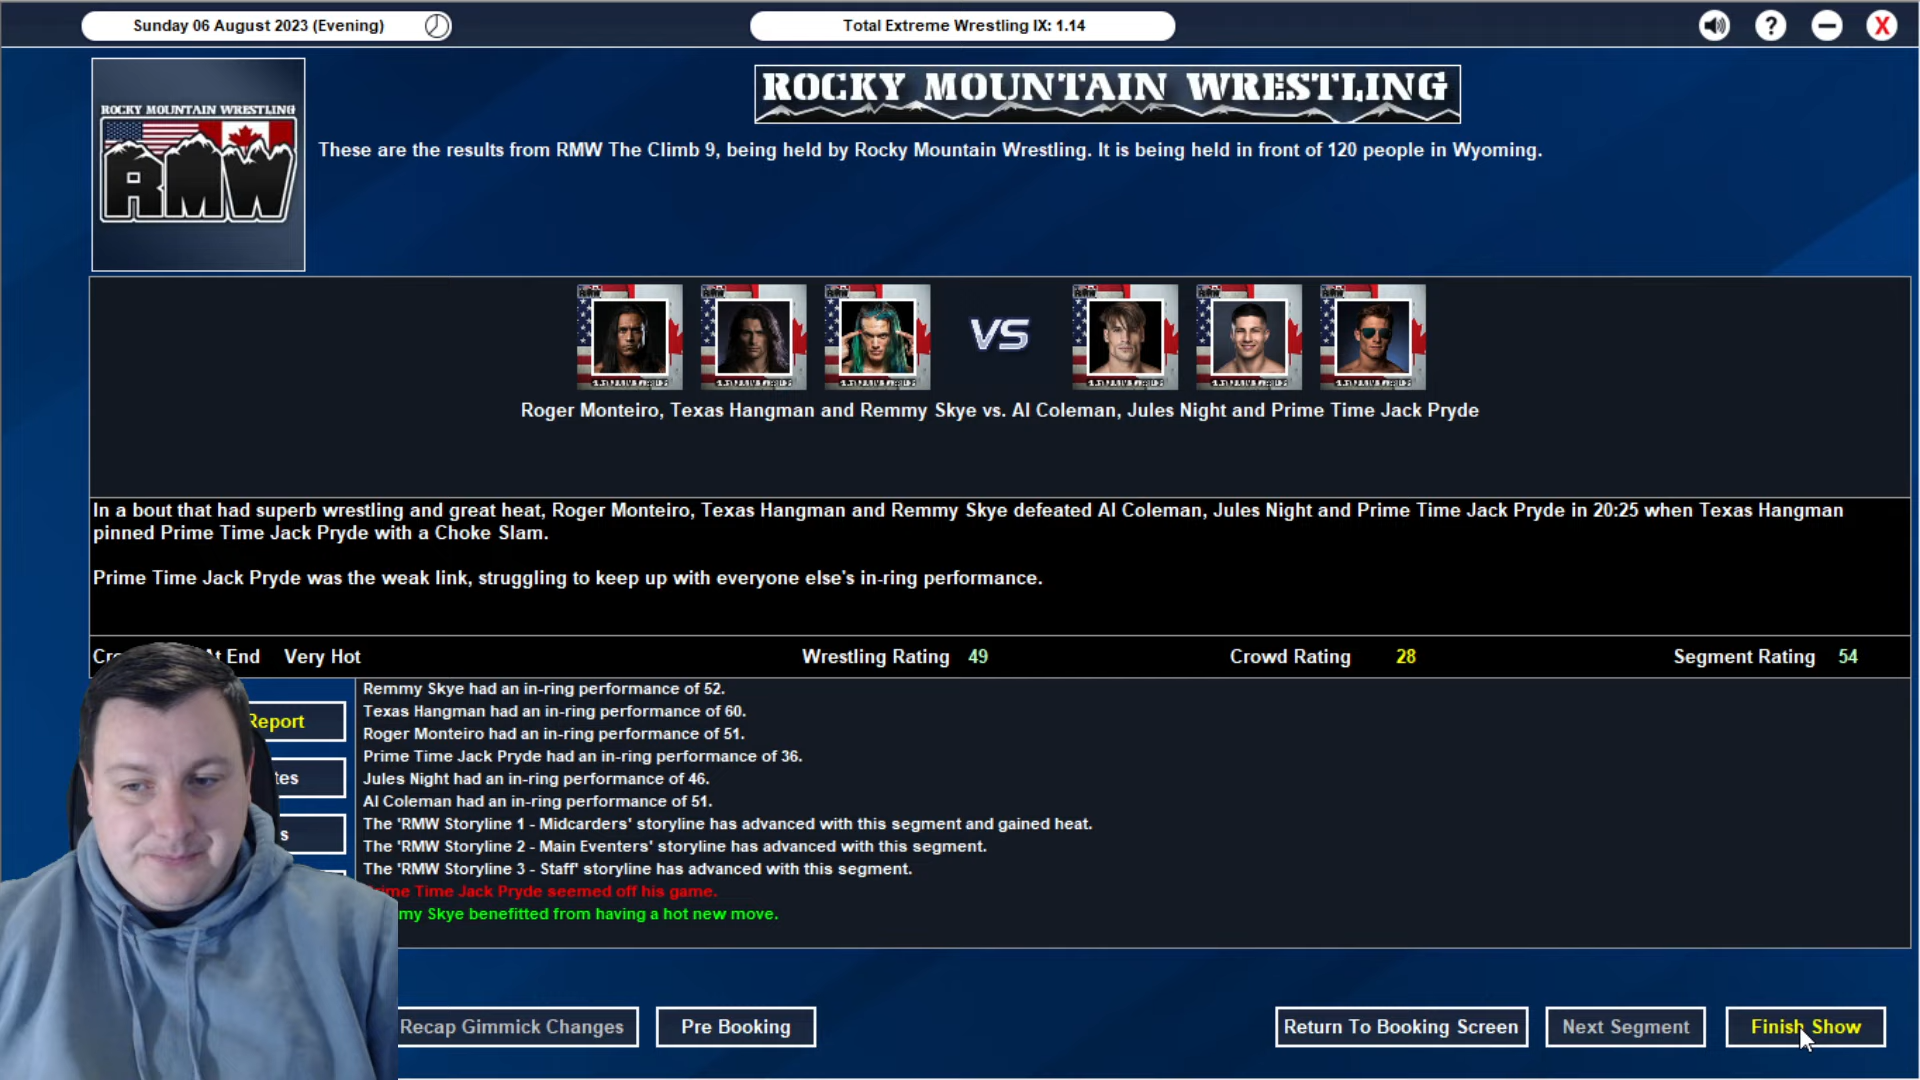 Sunday 06 August 2023 (Evening)
Total Extreme Wrestling IX: 1.14
?
X
ROCKY MOUNTAIN WRESTLING
RMW
ROCKY MOUNTAIN WRESTLING
These are the results from RMW The Climb 9, being held by Rocky Mountain Wrestling. It is being held in front of 120 people in Wyoming.
VS
Roger Monteiro, Texas Hangman and Remmy Skye vs. Al Coleman, Jules Night and Prime Time Jack Pryde
In a bout that had superb wrestling and great heat, Roger Monteiro, Texas Hangman and Remmy Skye defeated Al Coleman, Jules Night and Prime Time Jack Pryde in 20:25 when Texas Hangman
pinned Prime Time Jack Pryde with a Choke Slam.
Prime Time Jack Pryde was the weak link, struggling to keep up with everyone else's in-ring performance.
At End Very Hot Wrestling Rating 49 Crowd Rating 28 Segment Rating 54
Remmy Skye had an in-ring performance of 52.
Report
Texas Hangman had an in-ring performance of 60.
Roger Monteiro had an in-ring performance of 51.
Prime Time Jack Pryde had an in-ring performance of 36.
Jules Night had an in-ring performance of 46.
Al Coleman had an in-ring performance of 51.
The 'RMW Storyline 1 - Midcarders' storyline has advanced with this segment and gained heat.
The 'RMW Storyline 2 - Main Eventers' storyline has advanced with this segment.
The 'RMW Storyline 3 - Staff' storyline has advanced with this segment.
Time Jack Pryde seemed off his game.
Skye benefitted from having a hot new move.
Recap Gimmick Changes
Pre Booking
Return To Booking Screen
Next Segment
Finish Show